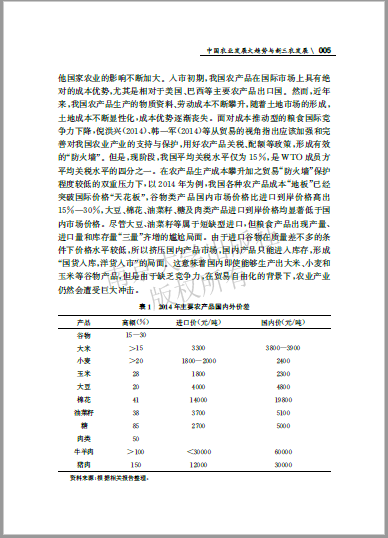 中国农业发展大趋势与新三农发展 \ 005
他国家农业的影响不断加大。入市初期,我国农产品在国际市场上具有绝
对的成本优势,尤其是相对于美国、巴西等主要农产品出口国。然而,近年
来,我国农产品生产的物质资料、劳动成本不断攀升,随着土地市场的形成,
土地成本不断显性化,成本优势逐渐丧失。面对成本推动型的粮食国际竞
争力下降,倪洪兴(2014)、韩一军(2014)等从贸易的视角指出应该加强和完
善对我国农业产业的支持与保护,用好农产品关税、配额等政策,形成有效
的“防火墙”。但是,现阶段,我国平均关税水平仅为 15%,是 WTO 成员方
平均关税水平的四分之一。在农产品生产成本攀升加之贸易“防火墙”保护
程度较低的双重压力下,以 2014 年为例,我国各种农产品成本“地板”已经
突破国际价格“天花板”,谷物类产品国内市场价格比进口到岸价格高出
15%—30%,大豆、棉花、油菜籽、糖及肉类产品进口到岸价格均显著低于国
内市场价格。尽管大豆、油菜籽等属于短缺型进口,但粮食产品出现产量、
进口量和库存量“三量”齐增的尴尬局面。由于进口谷物在质量差不多的条
件下价格水平较低,所以挤压国内产品市场,国内产品只能进入库存,形成
“国货入库,洋货入市”的局面。这意味着国内即使能够生产出大米、小麦和
玉米等谷物产品,但是由于缺乏竞争力,在贸易自由化的背景下,农业产业
仍然会遭受巨大冲击。
表 1 2014 年主要农产品国内外价差
产品 高额(%) 进口价(元/吨) 国内价(元/吨)
谷物 15—30
大米 >15 3300 3800—3900
小麦 >20 1800—2000 2400
玉米 28 1800 2300
大豆 20 4000 4800
棉花 41 14000 19800
油菜籽 38 3700 5100
糖 85 2700 5000
肉类 50
牛羊肉 >100 <30000 60000
猪肉 150 12000 30000
资料来源:根据相关报告整理。
版权所有